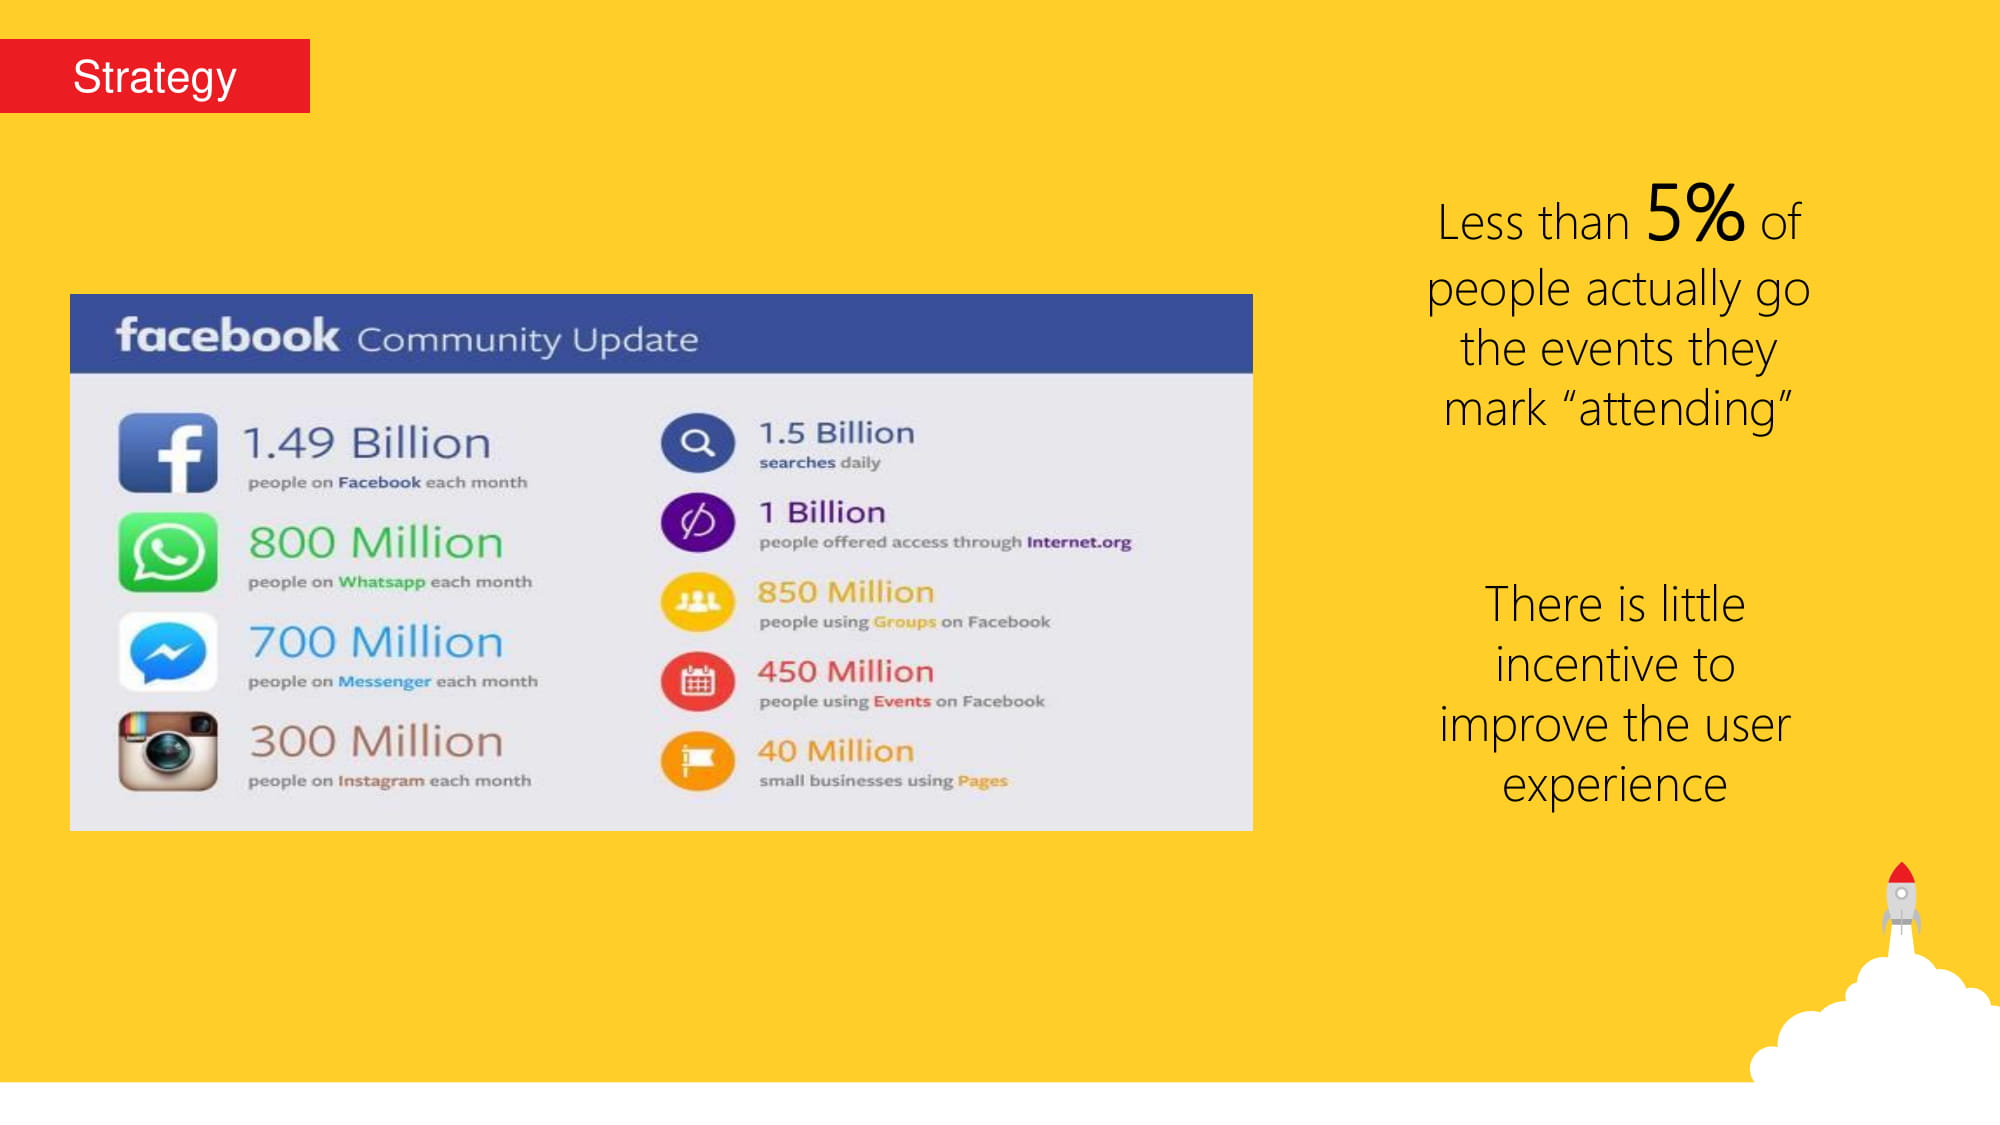 Strategy
facebook Community Update
1.49 Billion
people on Facebook each month
800 Million
people on Whatsapp each month
700 Million
people on Messenger each month
300 Million
people on Instagram each month
1.5 Billion
searches daily
1 Billion
people offered access through Internet.org
850 Million
people using Groups on Facebook
450 Million
people using Events on Facebook
40 Million
small businesses using Pages
Less than 5% of
people actually go
the events they
mark “attending”
There is little
incentive to
improve the user
experience